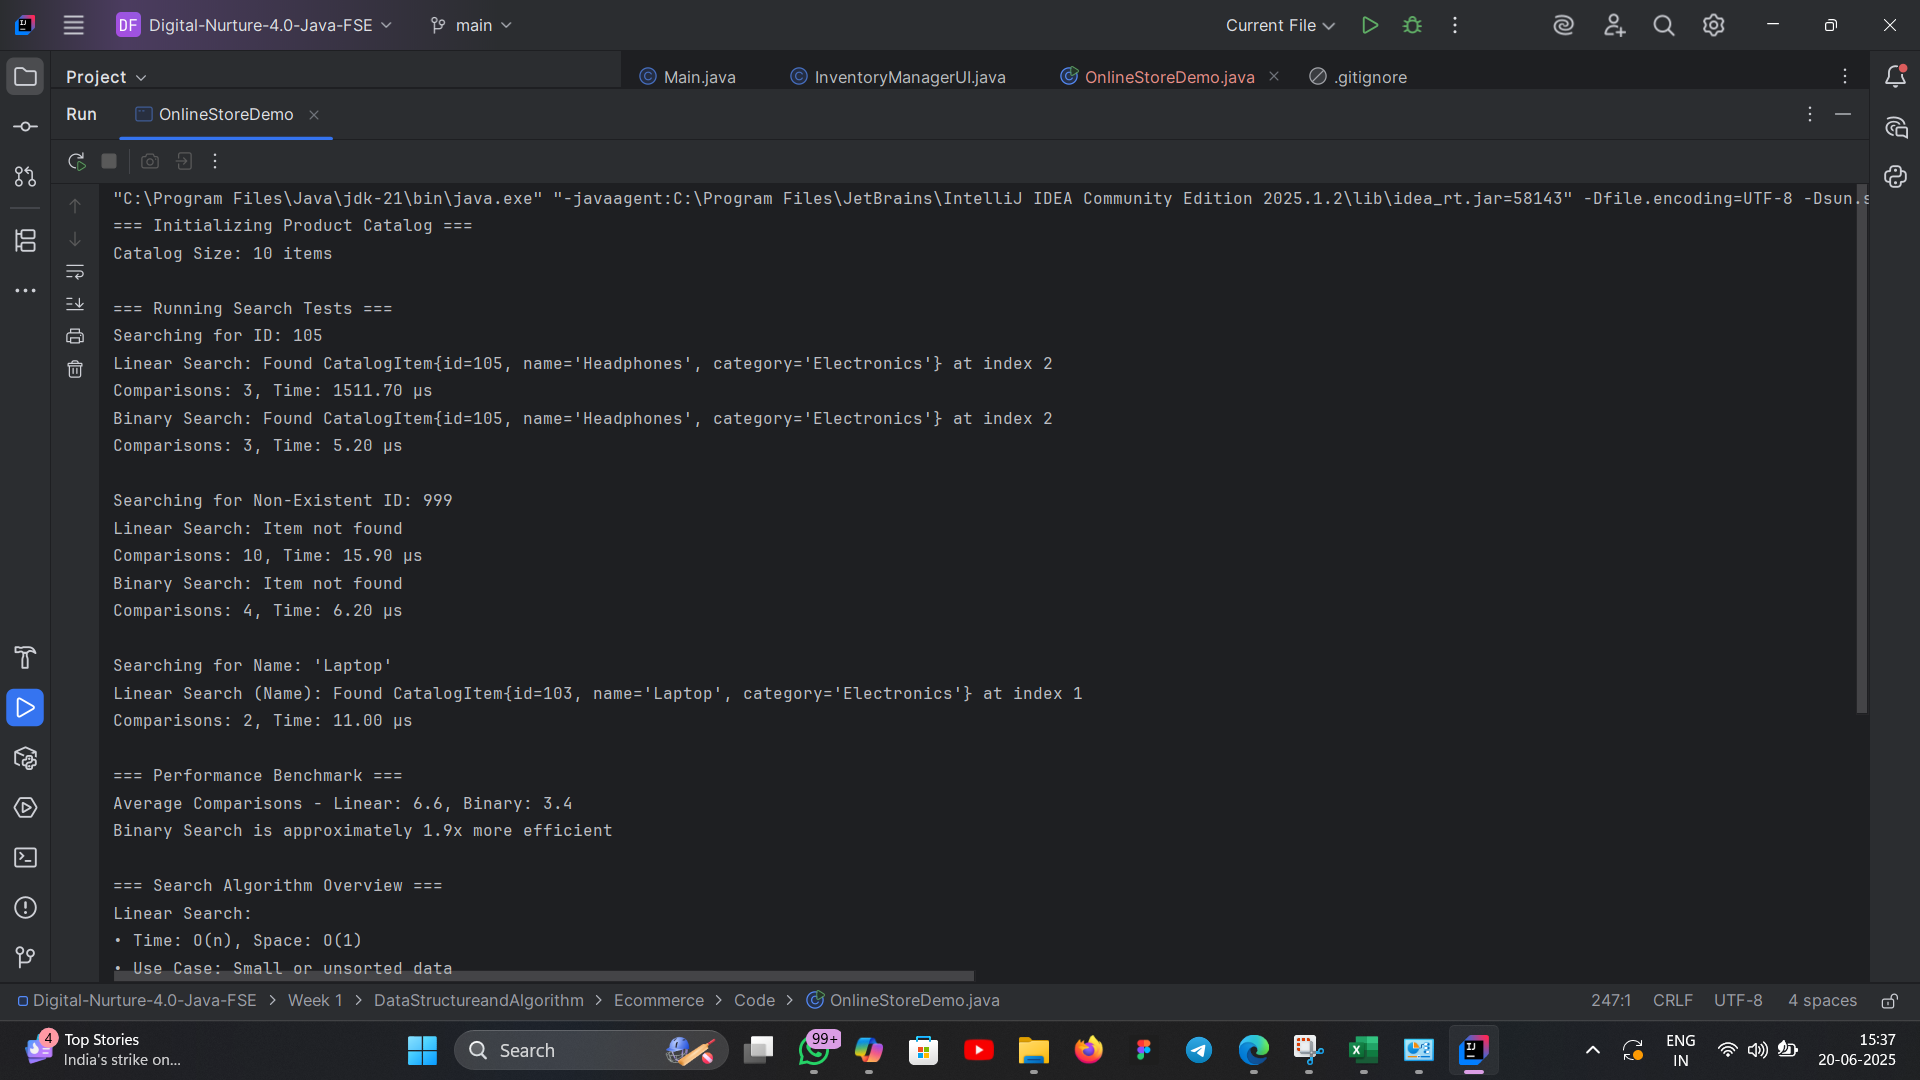 DF Digital-Nurture-4.0-Java-FSE main Current File
Project Main.java InventoryManagerUI.java OnlineStoreDemo.java .gitignore
Run OnlineStoreDemo
"C:\Program Files\Java\jdk-21\bin\java.exe" "-javaagent:C:\Program Files\JetBrains\IntelliJ IDEA Community Edition 2025.1.2\lib\idea_rt.jar=58143" -Dfile.encoding=UTF-8 -Dsun.s
=== Initializing Product Catalog ===
Catalog Size: 10 items
=== Running Search Tests ===
Searching for ID: 105
Linear Search: Found CatalogItem{id=105, name='Headphones', category='Electronics'} at index 2
Comparisons: 3, Time: 1511.70 µs
Binary Search: Found CatalogItem{id=105, name='Headphones', category='Electronics'} at index 2
Comparisons: 3, Time: 5.20 µs
Searching for Non-Existent ID: 999
Linear Search: Item not found
Comparisons: 10, Time: 15.90 µs
Binary Search: Item not found
Comparisons: 4, Time: 6.20 µs
Searching for Name: 'Laptop'
Linear Search (Name): Found CatalogItem{id=103, name='Laptop', category='Electronics'} at index 1
Comparisons: 2, Time: 11.00 µs
=== Performance Benchmark ===
Average Comparisons - Linear: 6.6, Binary: 3.4
Binary Search is approximately 1.9x more efficient
=== Search Algorithm Overview ===
Linear Search:
• Time: O(n), Space: O(1)
• Use Case: Small or unsorted data
Digital-Nurture-4.0-Java-FSE > Week 1 > DataStructureandAlgorithm > Ecommerce > Code > OnlineStoreDemo.java 247:1 CRLF UTF-8 4 spaces
4 Top Stories
India's strike on...
Search
99+
ENG
IN
15:37
20-06-2025